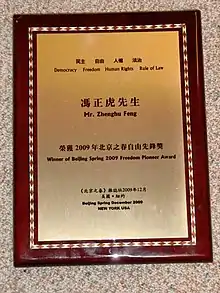 民主 自由 人權 法治
Democracy Freedom Human Rights Rule of Law
馮正虎先生
Mr. Zhenghu Feng
榮獲2009年北京之春自由先鋒獎
Winner of Beijing Spring 2009 Freedom Pioneer Award
《北京之春》雜誌社2009年12月
美國·紐約
Beijing Spring December 2009
NEW YORK USA